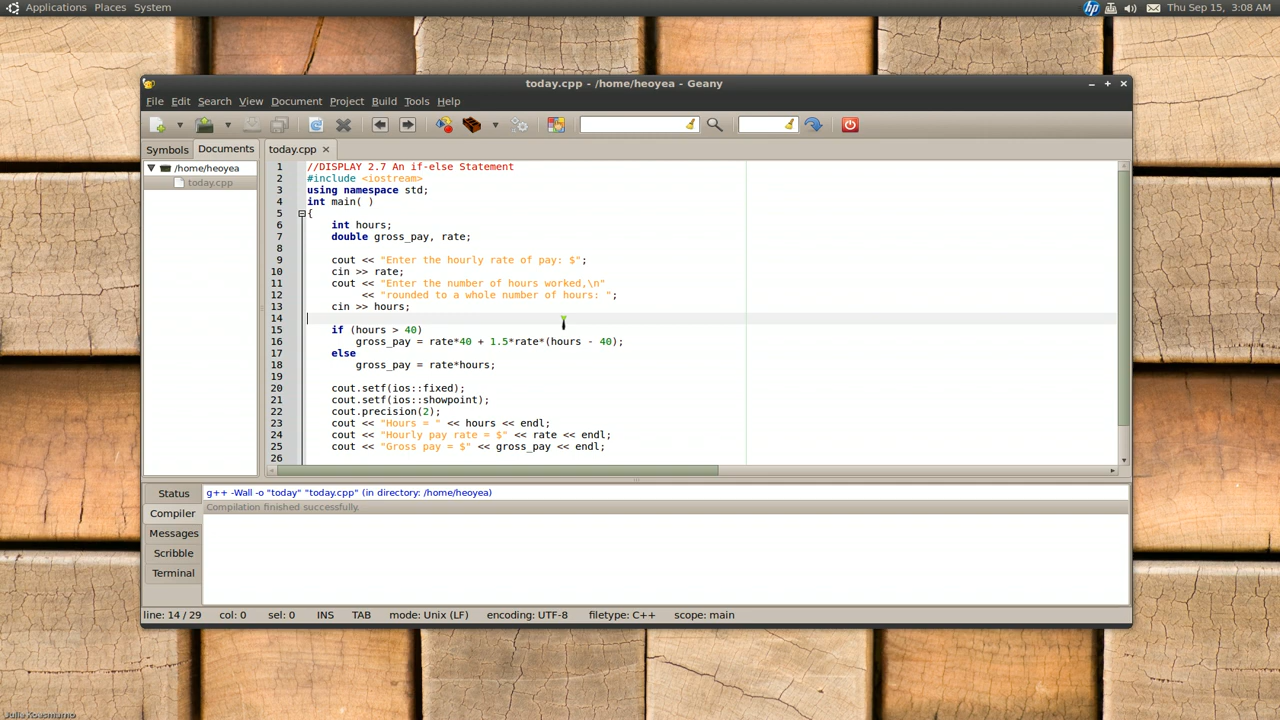 Applications Places System
hp Thu Sep 15, 3:08 AM
today.cpp - /home/heoyea - Geany
File Edit Search View Document Project Build Tools Help
Symbols Documents today.cpp
/home/heoyea
today.cpp
1 //DISPLAY 2.7 An if-else Statement
2 #include <iostream>
3 using namespace std;
4 int main( )
5 {
6 int hours;
7 double gross_pay, rate;
8
9 cout << "Enter the hourly rate of pay: $";
10 cin >> rate;
11 cout << "Enter the number of hours worked,\n"
12 << "rounded to a whole number of hours: ";
13 cin >> hours;
14
15 if (hours > 40)
16 gross_pay = rate*40 + 1.5*rate*(hours - 40);
17 else
18 gross_pay = rate*hours;
19
20 cout.setf(ios::fixed);
21 cout.setf(ios::showpoint);
22 cout.precision(2);
23 cout << "Hours = " << hours << endl;
24 cout << "Hourly pay rate = $" << rate << endl;
25 cout << "Gross pay = $" << gross_pay << endl;
26
Status
Compiler
Messages
Scribble
Terminal
g++ -Wall -o "today" "today.cpp" (in directory: /home/heoyea)
Compilation finished successfully.
line: 14 / 29 col: 0 sel: 0 INS TAB mode: Unix (LF) encoding: UTF-8 filetype: C++ scope: main